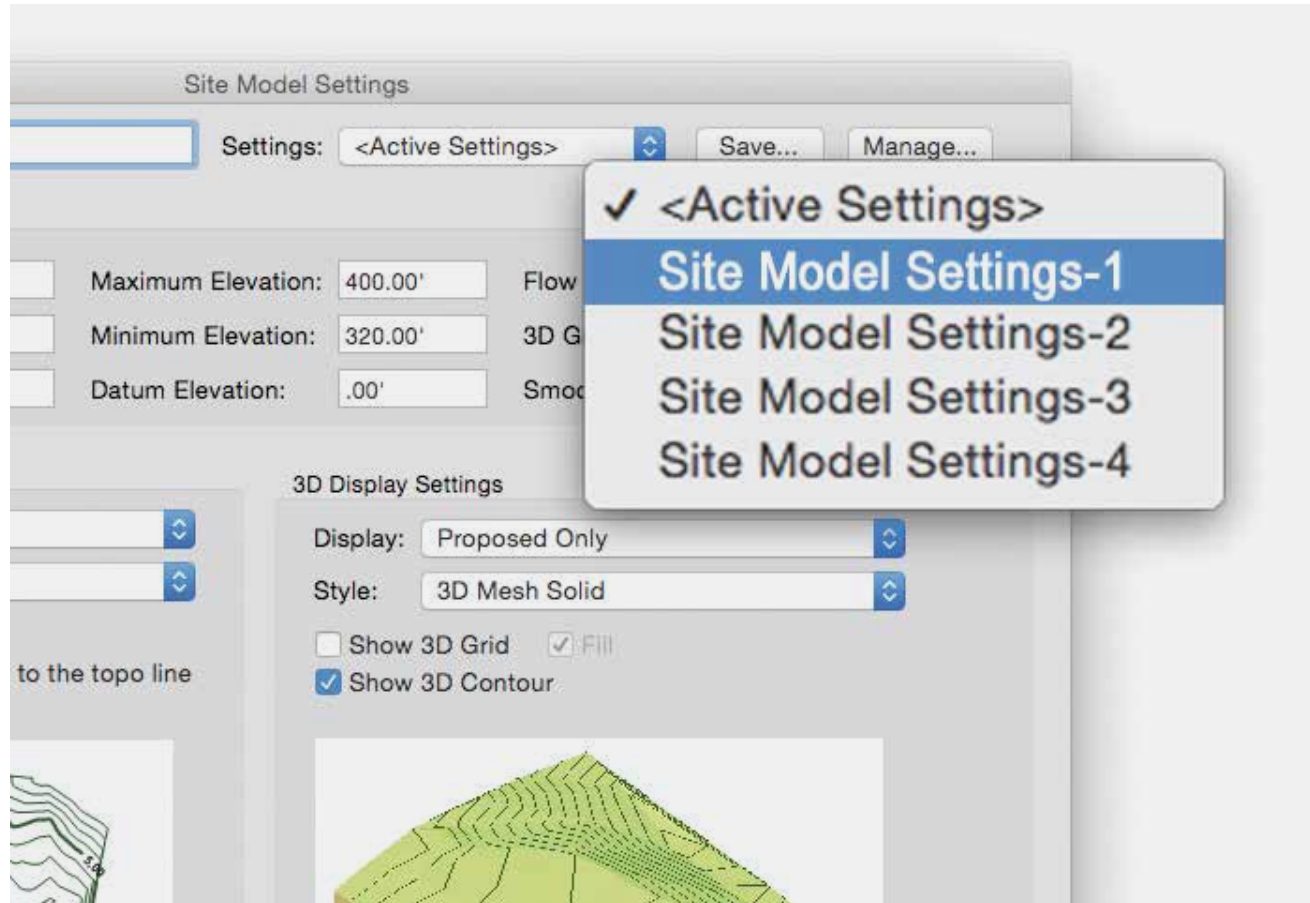 Site Model Settings
Settings: <Active Settings> Save... Manage...
✓ <Active Settings>
Site Model Settings-1
Site Model Settings-2
Site Model Settings-3
Site Model Settings-4
Maximum Elevation: 400.00' Flow
Minimum Elevation: 320.00' 3D G
Datum Elevation: .00' Smoo
3D Display Settings
Display: Proposed Only
Style: 3D Mesh Solid
Show 3D Grid Fill
to the topo line
Show 3D Contour
5.00